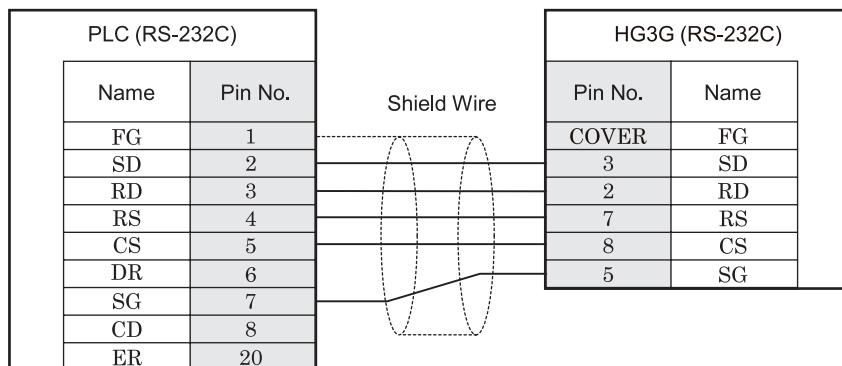 PLC (RS-232C)
HG3G (RS-232C)
Name Pin No. Shield Wire Pin No. Name
FG 1 COVER FG
SD 2 3 SD
RD 3 2 RD
RS 4 7 RS
CS 5 8 CS
DR 6 5 SG
SG 7
CD 8
ER 20